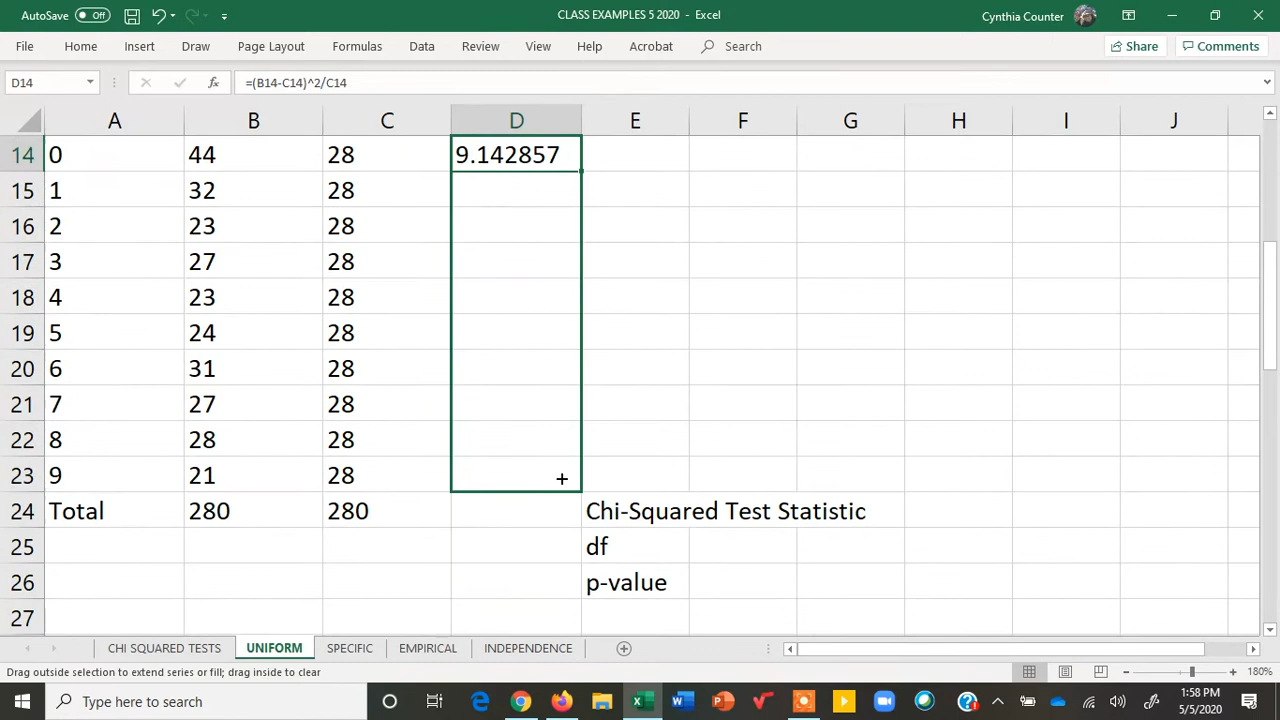 AutoSave Off CLASS EXAMPLES 5 2020 - Excel Cynthia Counter
File Home Insert Draw Page Layout Formulas Data Review View Help Acrobat Search Share Comments
D14 fx =(B14-C14)^2/C14
A B C D E F G H I J
14 0 44 28 9.142857
15 1 32 28
16 2 23 28
17 3 27 28
18 4 23 28
19 5 24 28
20 6 31 28
21 7 27 28
22 8 28 28
23 9 21 28
24 Total 280 280 Chi-Squared Test Statistic
25 df
26 p-value
27
CHI SQUARED TESTS UNIFORM SPECIFIC EMPIRICAL INDEPENDENCE
Drag outside selection to extend series or fill; drag inside to clear 180%
Type here to search 1:58 PM
5/5/2020